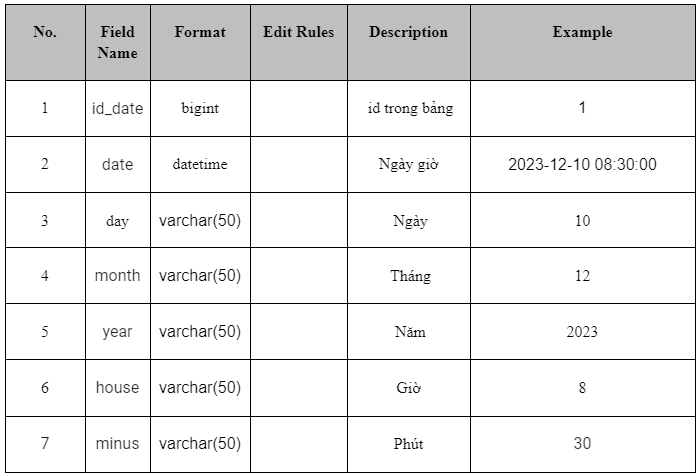 No. Field Name Format Edit Rules Description Example
1 id_date bigint id trong bảng 1
2 date datetime Ngày giờ 2023-12-10 08:30:00
3 day varchar(50) Ngày 10
4 month varchar(50) Tháng 12
5 year varchar(50) Năm 2023
6 house varchar(50) Giờ 8
7 minus varchar(50) Phút 30